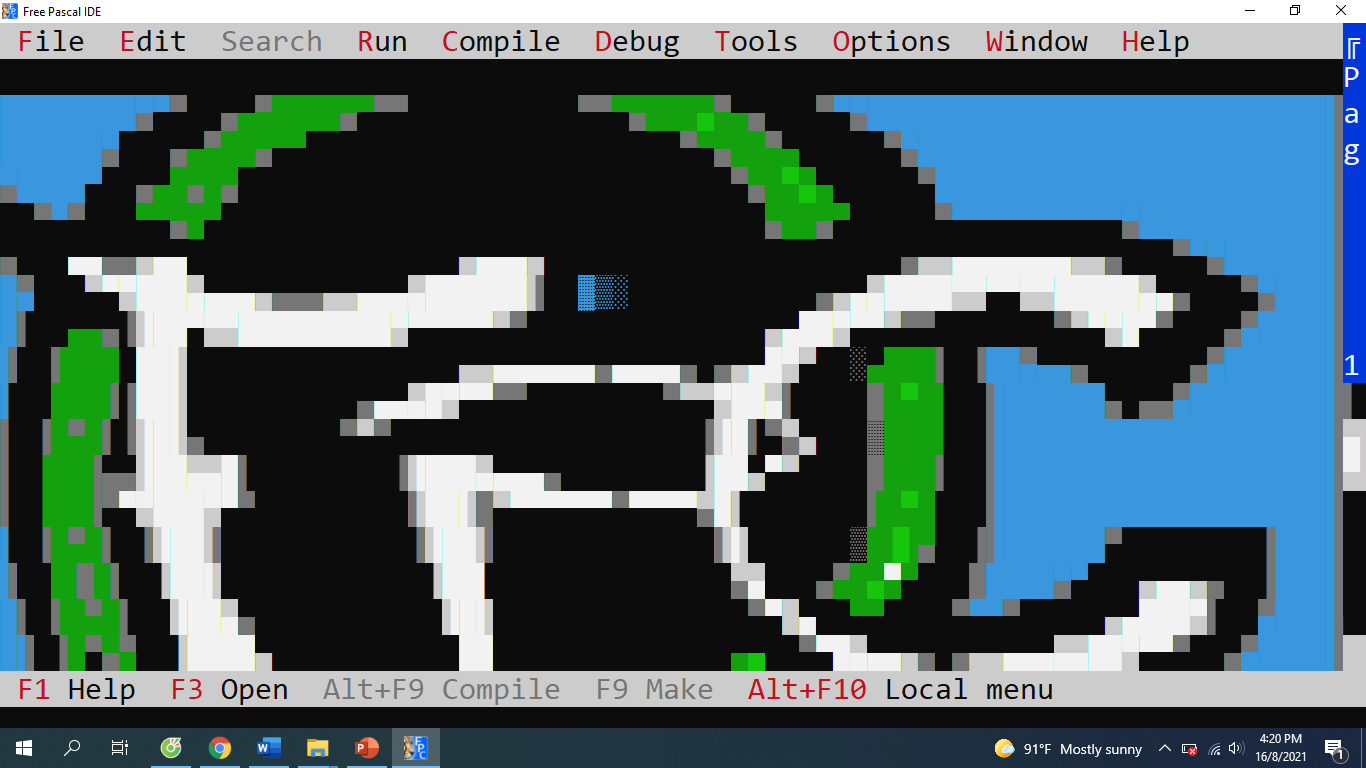 Free Pascal IDE
File Edit Search Run Compile Debug Tools Options Window Help
Pag
1
F1 Help F3 Open Alt+F9 Compile F9 Make Alt+F10 Local menu
91°F Mostly sunny
4:20 PM
16/8/2021
1